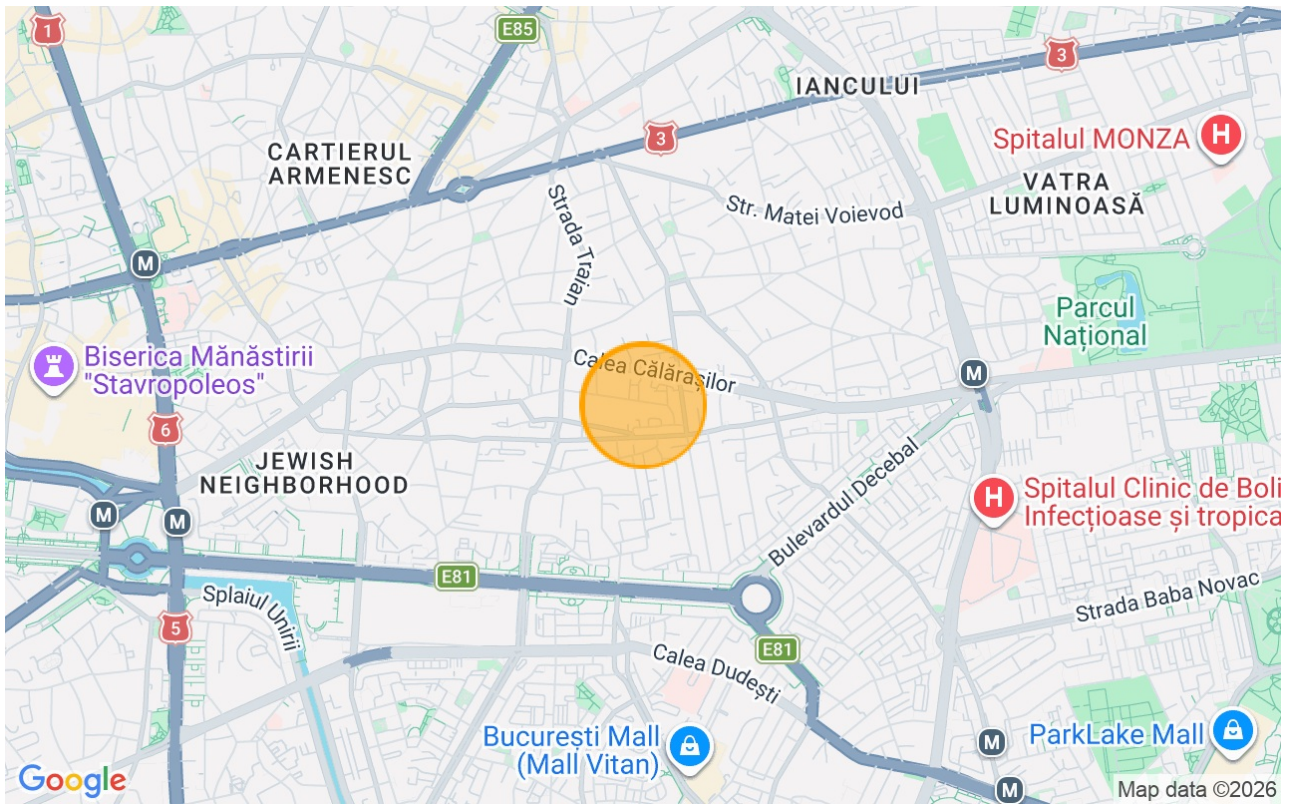 1
E85
3
IANCULUI
3
Spitalul MONZA
H
CARTIERUL
ARMENESC
VATRA
LUMINOASĂ
Strada Traian
Str. Matei Voievod
M
Parcul
Național
Biserica Mănăstirii
"Stavropoleos"
Calea Călărașilor
M
6
JEWISH
NEIGHBORHOOD
Bulevardul Decebal
H
Spitalul Clinic de Boli
Infecțioase și tropica
M
M
E81
Splaiul Unirii
Strada Baba Novac
5
E81
Calea Dudești
București Mall
(Mall Vitan)
M
ParkLake Mall
M
Google
Map data ©2026